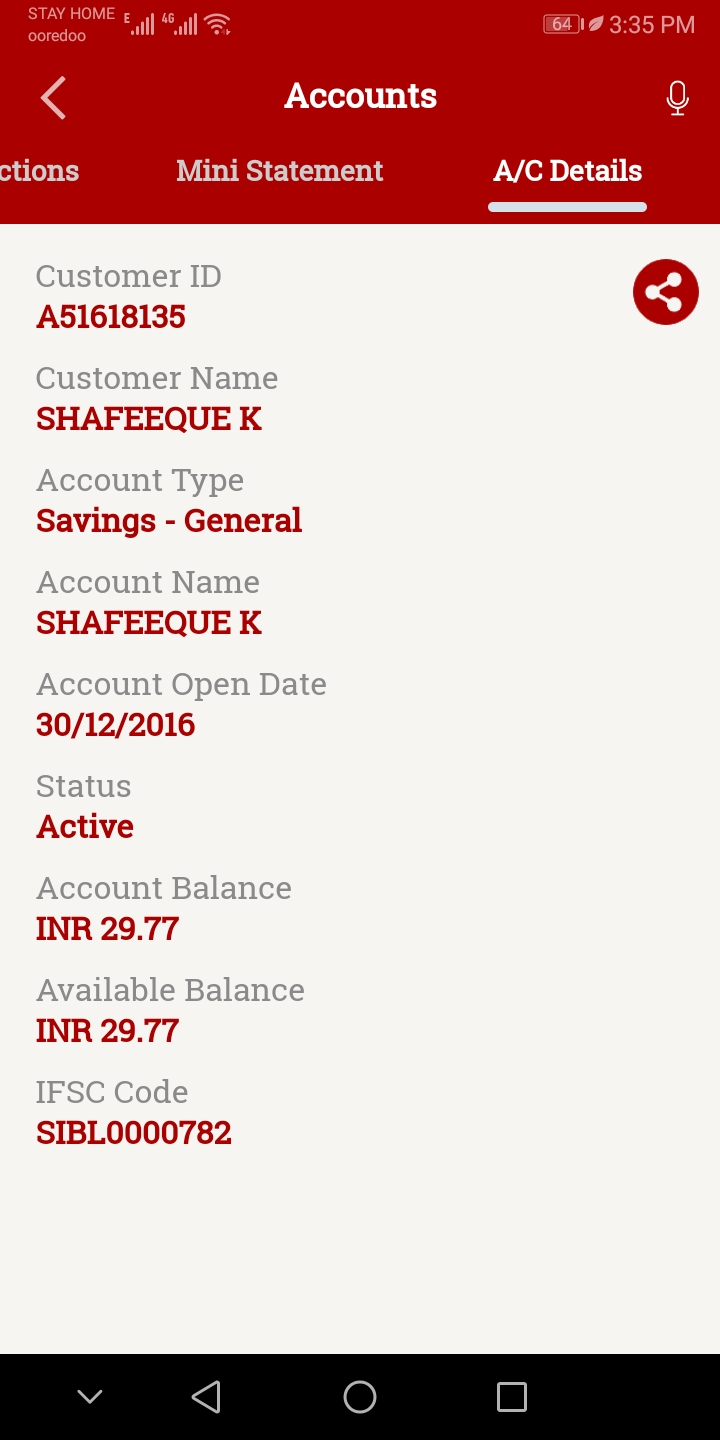 STAY HOME
ooredoo
E 4G 64 3:35 PM
Accounts
ctions Mini Statement A/C Details
Customer ID
A51618135
Customer Name
SHAFEEQUE K
Account Type
Savings - General
Account Name
SHAFEEQUE K
Account Open Date
30/12/2016
Status
Active
Account Balance
INR 29.77
Available Balance
INR 29.77
IFSC Code
SIBL0000782